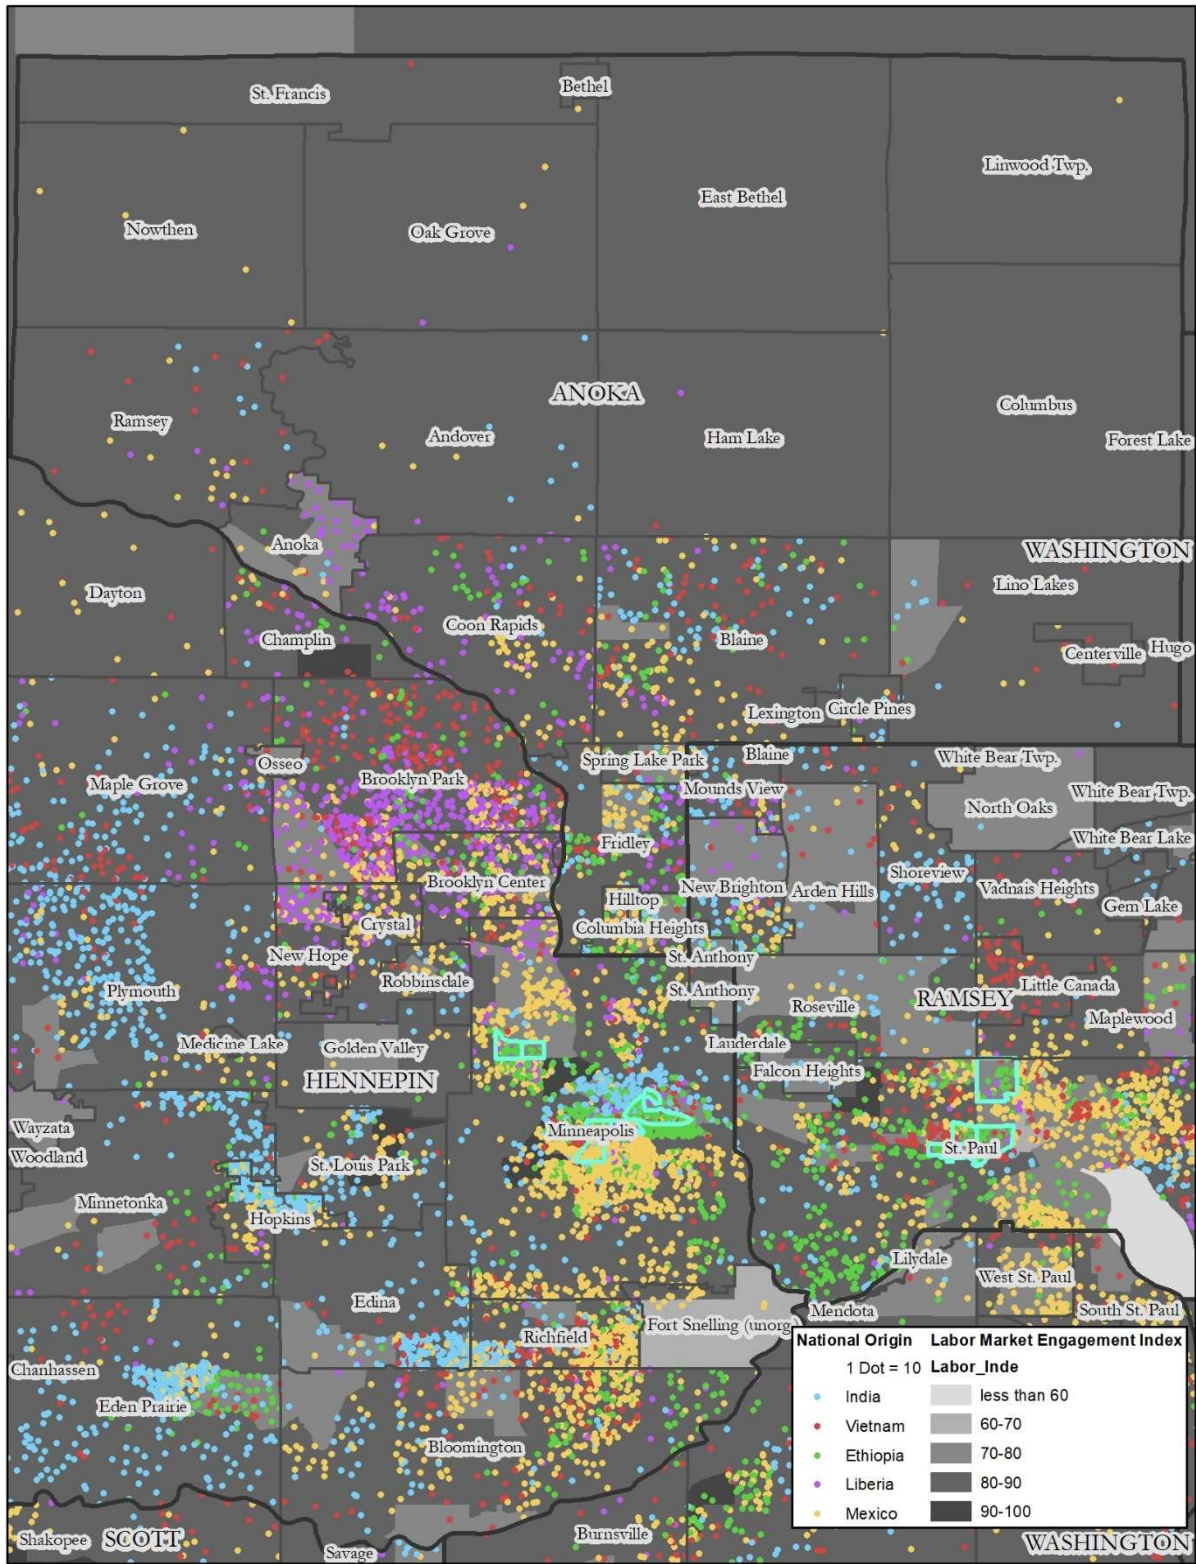 St. Francis
Bethel
Linwood Twp.
East Bethel
Nowthen
Oak Grove
ANOKA
Columbus
Ramsey
Andover
Ham Lake
Forest Lake
Anoka
WASHINGTON
Dayton
Lino Lakes
Champlin
Coon Rapids
Blaine
Centerville
Hugo
Lexington
Circle Pines
Osseo
Spring Lake Park
Blaine
White Bear Twp.
Maple Grove
Brooklyn Park
Mounds View
North Oaks
White Bear Twp.
Fridley
White Bear Lake
Brooklyn Center
New Brighton
Arden Hills
Shoreview
Vadnais Heights
Hilltop
Gem Lake
Crystal
Columbia Heights
New Hope
St. Anthony
Robbinsdale
Plymouth
St. Anthony
Roseville
RAMSEY
Little Canada
Maplewood
Medicine Lake
Golden Valley
Lauderdale
HENNEPIN
Falcon Heights
Wayzata
Minneapolis
Woodland
St. Louis Park
St. Paul
Minnetonka
Hopkins
Lilydale
West St. Paul
Edina
Mendota
South St. Paul
Richfield
Fort Snelling (unorg
Chanhassen
Eden Prairie
Bloomington
Shakopee
SCOTT
Savage
Burnsville
WASHINGTON
National Origin
1 Dot = 10
India
Vietnam
Ethiopia
Liberia
Mexico
Labor Market Engagement Index
Labor_Inde
less than 60
60-70
70-80
80-90
90-100